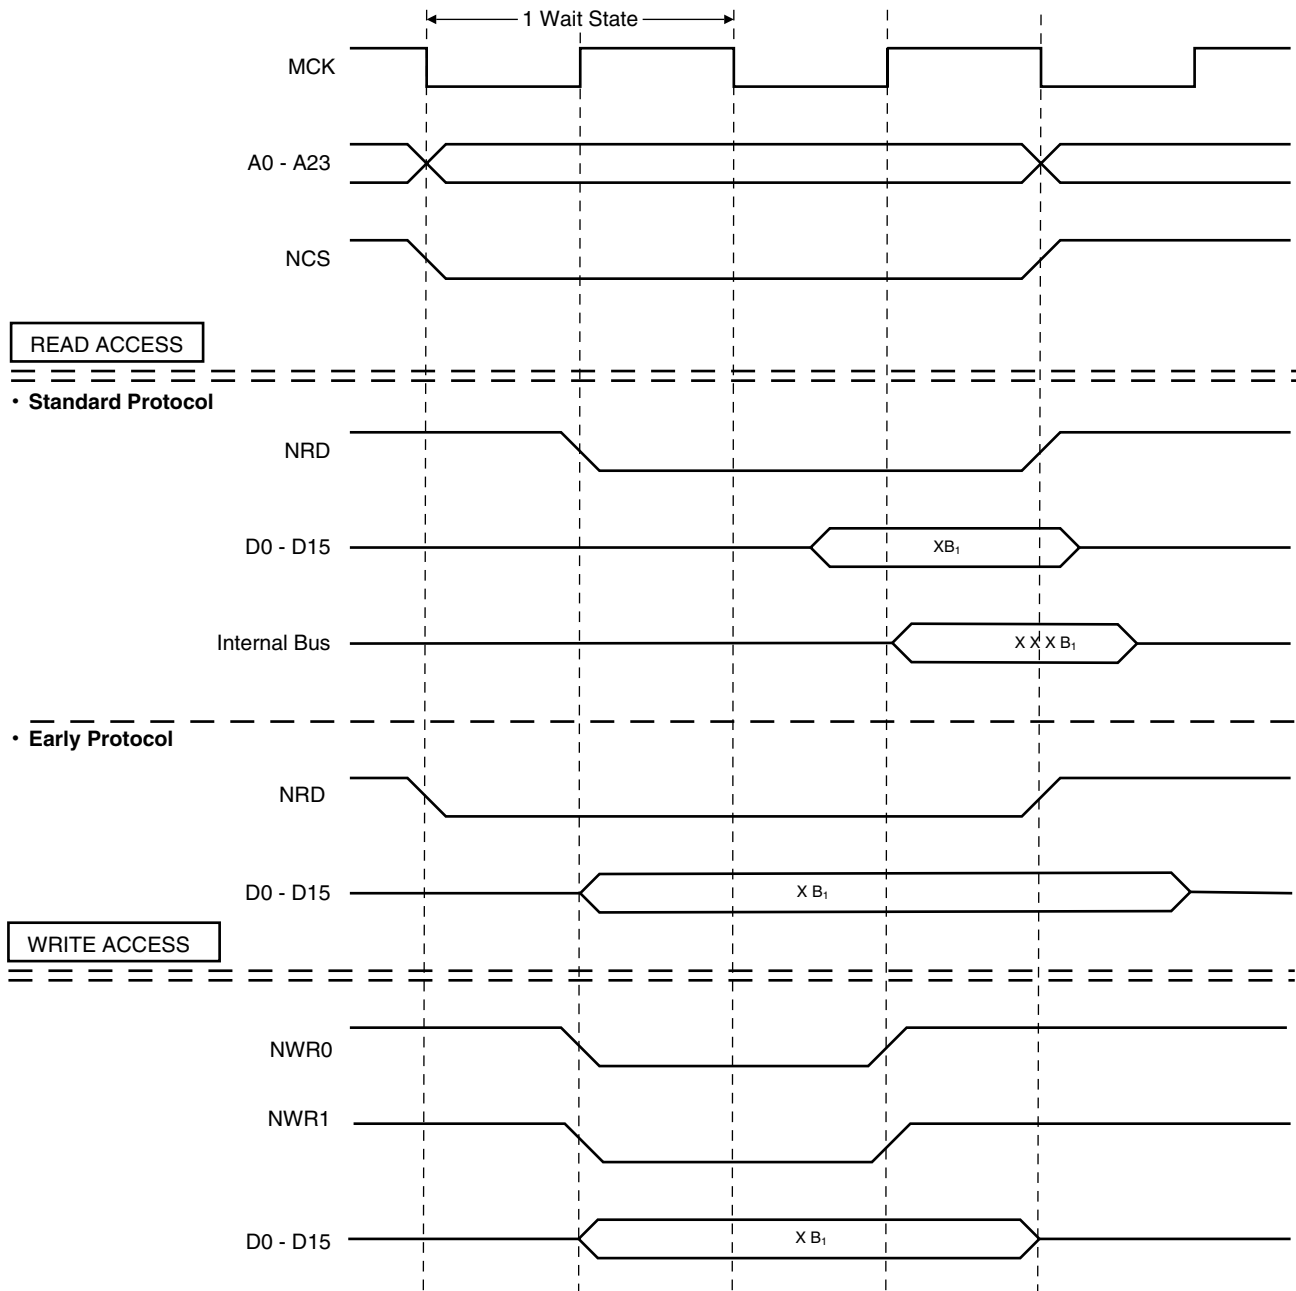 1 Wait State
MCK
A0 - A23
NCS
READ ACCESS
• Standard Protocol
NRD
D0 - D15
XB₁
Internal Bus
X X X B₁
• Early Protocol
NRD
D0 - D15
X B₁
WRITE ACCESS
NWR0
NWR1
D0 - D15
X B₁